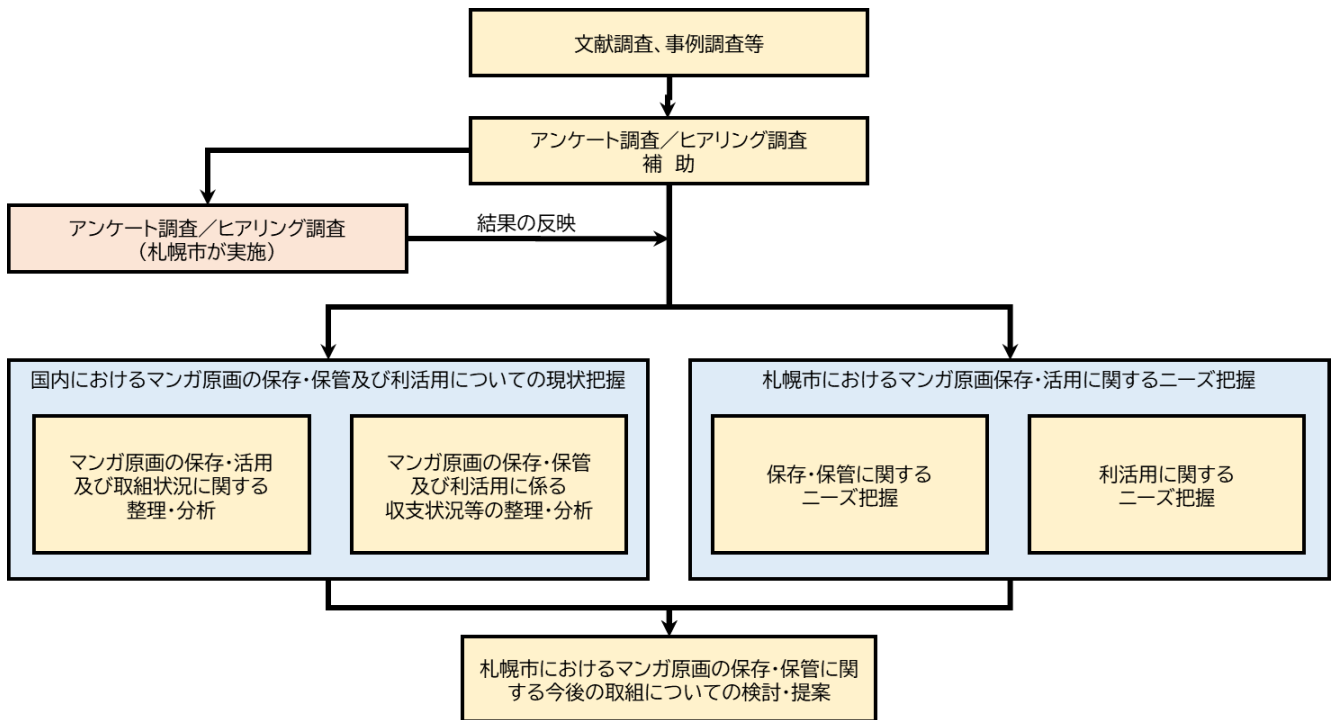 文献調査、事例調査等
アンケート調査／ヒアリング調査
補 助
アンケート調査／ヒアリング調査
（札幌市が実施）
結果の反映
国内におけるマンガ原画の保存・保管及び利活用についての現状把握
マンガ原画の保存・活用
及び取組状況に関する
整理・分析
マンガ原画の保存・保管
及び利活用に係る
収支状況等の整理・分析
札幌市におけるマンガ原画保存・活用に関するニーズ把握
保存・保管に関する
ニーズ把握
利活用に関する
ニーズ把握
札幌市におけるマンガ原画の保存・保管に関
する今後の取組についての検討・提案